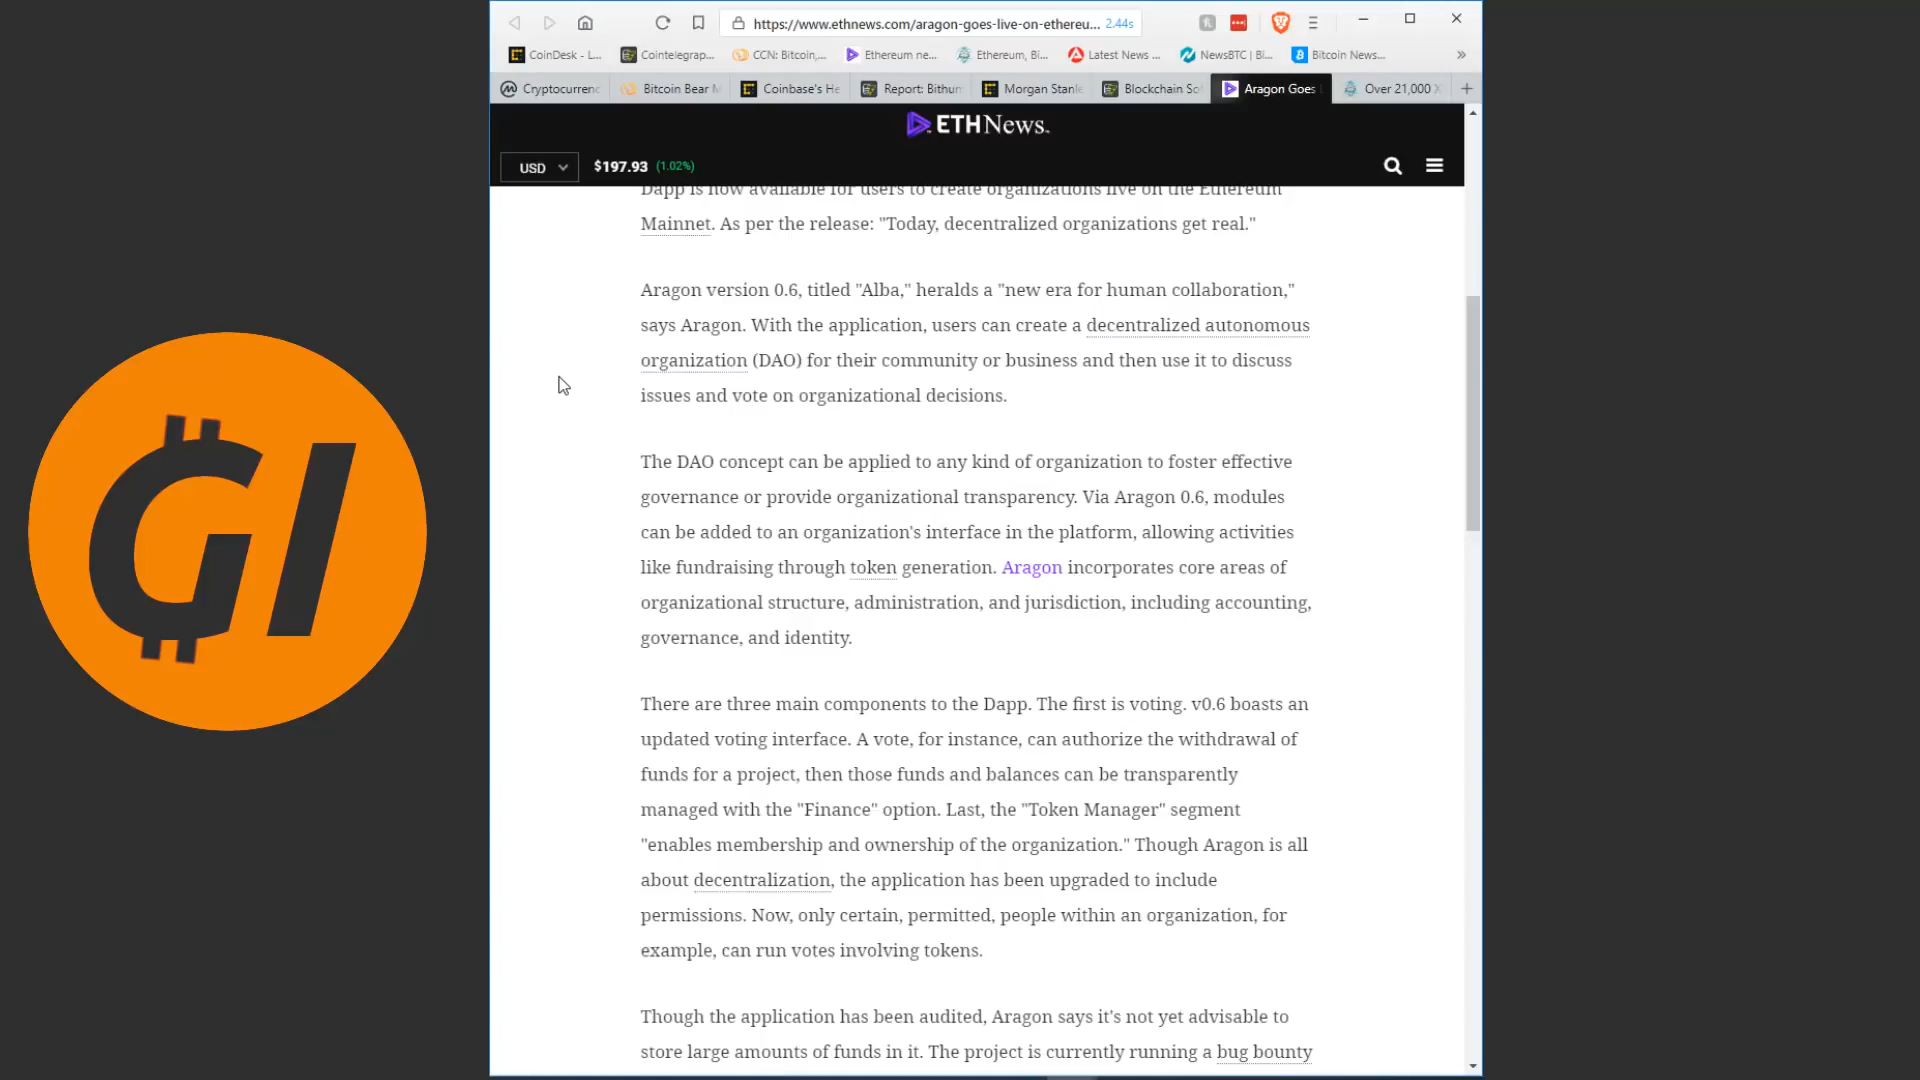 https://www.ethnews.com/aragon-goes-live-on-ethereu... 2.44s
CoinDesk - L... Cointelegrap... CCN: Bitcoin,... Ethereum ne... Ethereum, Bi... Latest News ... NewsBTC | Bi... Bitcoin News... »
Cryptocurrenc Bitcoin Bear M Coinbase's He Report: Bithum Morgan Stanle Blockchain So Aragon Goes Over 21,000 X
ETHNews.
USD $197.93 (1.02%)
Dapp is now available for users to create organizations live on the Ethereum
Mainnet. As per the release: "Today, decentralized organizations get real."
Aragon version 0.6, titled "Alba," heralds a "new era for human collaboration,"
says Aragon. With the application, users can create a decentralized autonomous
organization (DAO) for their community or business and then use it to discuss
issues and vote on organizational decisions.
The DAO concept can be applied to any kind of organization to foster effective
governance or provide organizational transparency. Via Aragon 0.6, modules
can be added to an organization's interface in the platform, allowing activities
like fundraising through token generation. Aragon incorporates core areas of
organizational structure, administration, and jurisdiction, including accounting,
governance, and identity.
There are three main components to the Dapp. The first is voting. v0.6 boasts an
updated voting interface. A vote, for instance, can authorize the withdrawal of
funds for a project, then those funds and balances can be transparently
managed with the "Finance" option. Last, the "Token Manager" segment
"enables membership and ownership of the organization." Though Aragon is all
about decentralization, the application has been upgraded to include
permissions. Now, only certain, permitted, people within an organization, for
example, can run votes involving tokens.
Though the application has been audited, Aragon says it's not yet advisable to
store large amounts of funds in it. The project is currently running a bug bounty
GI